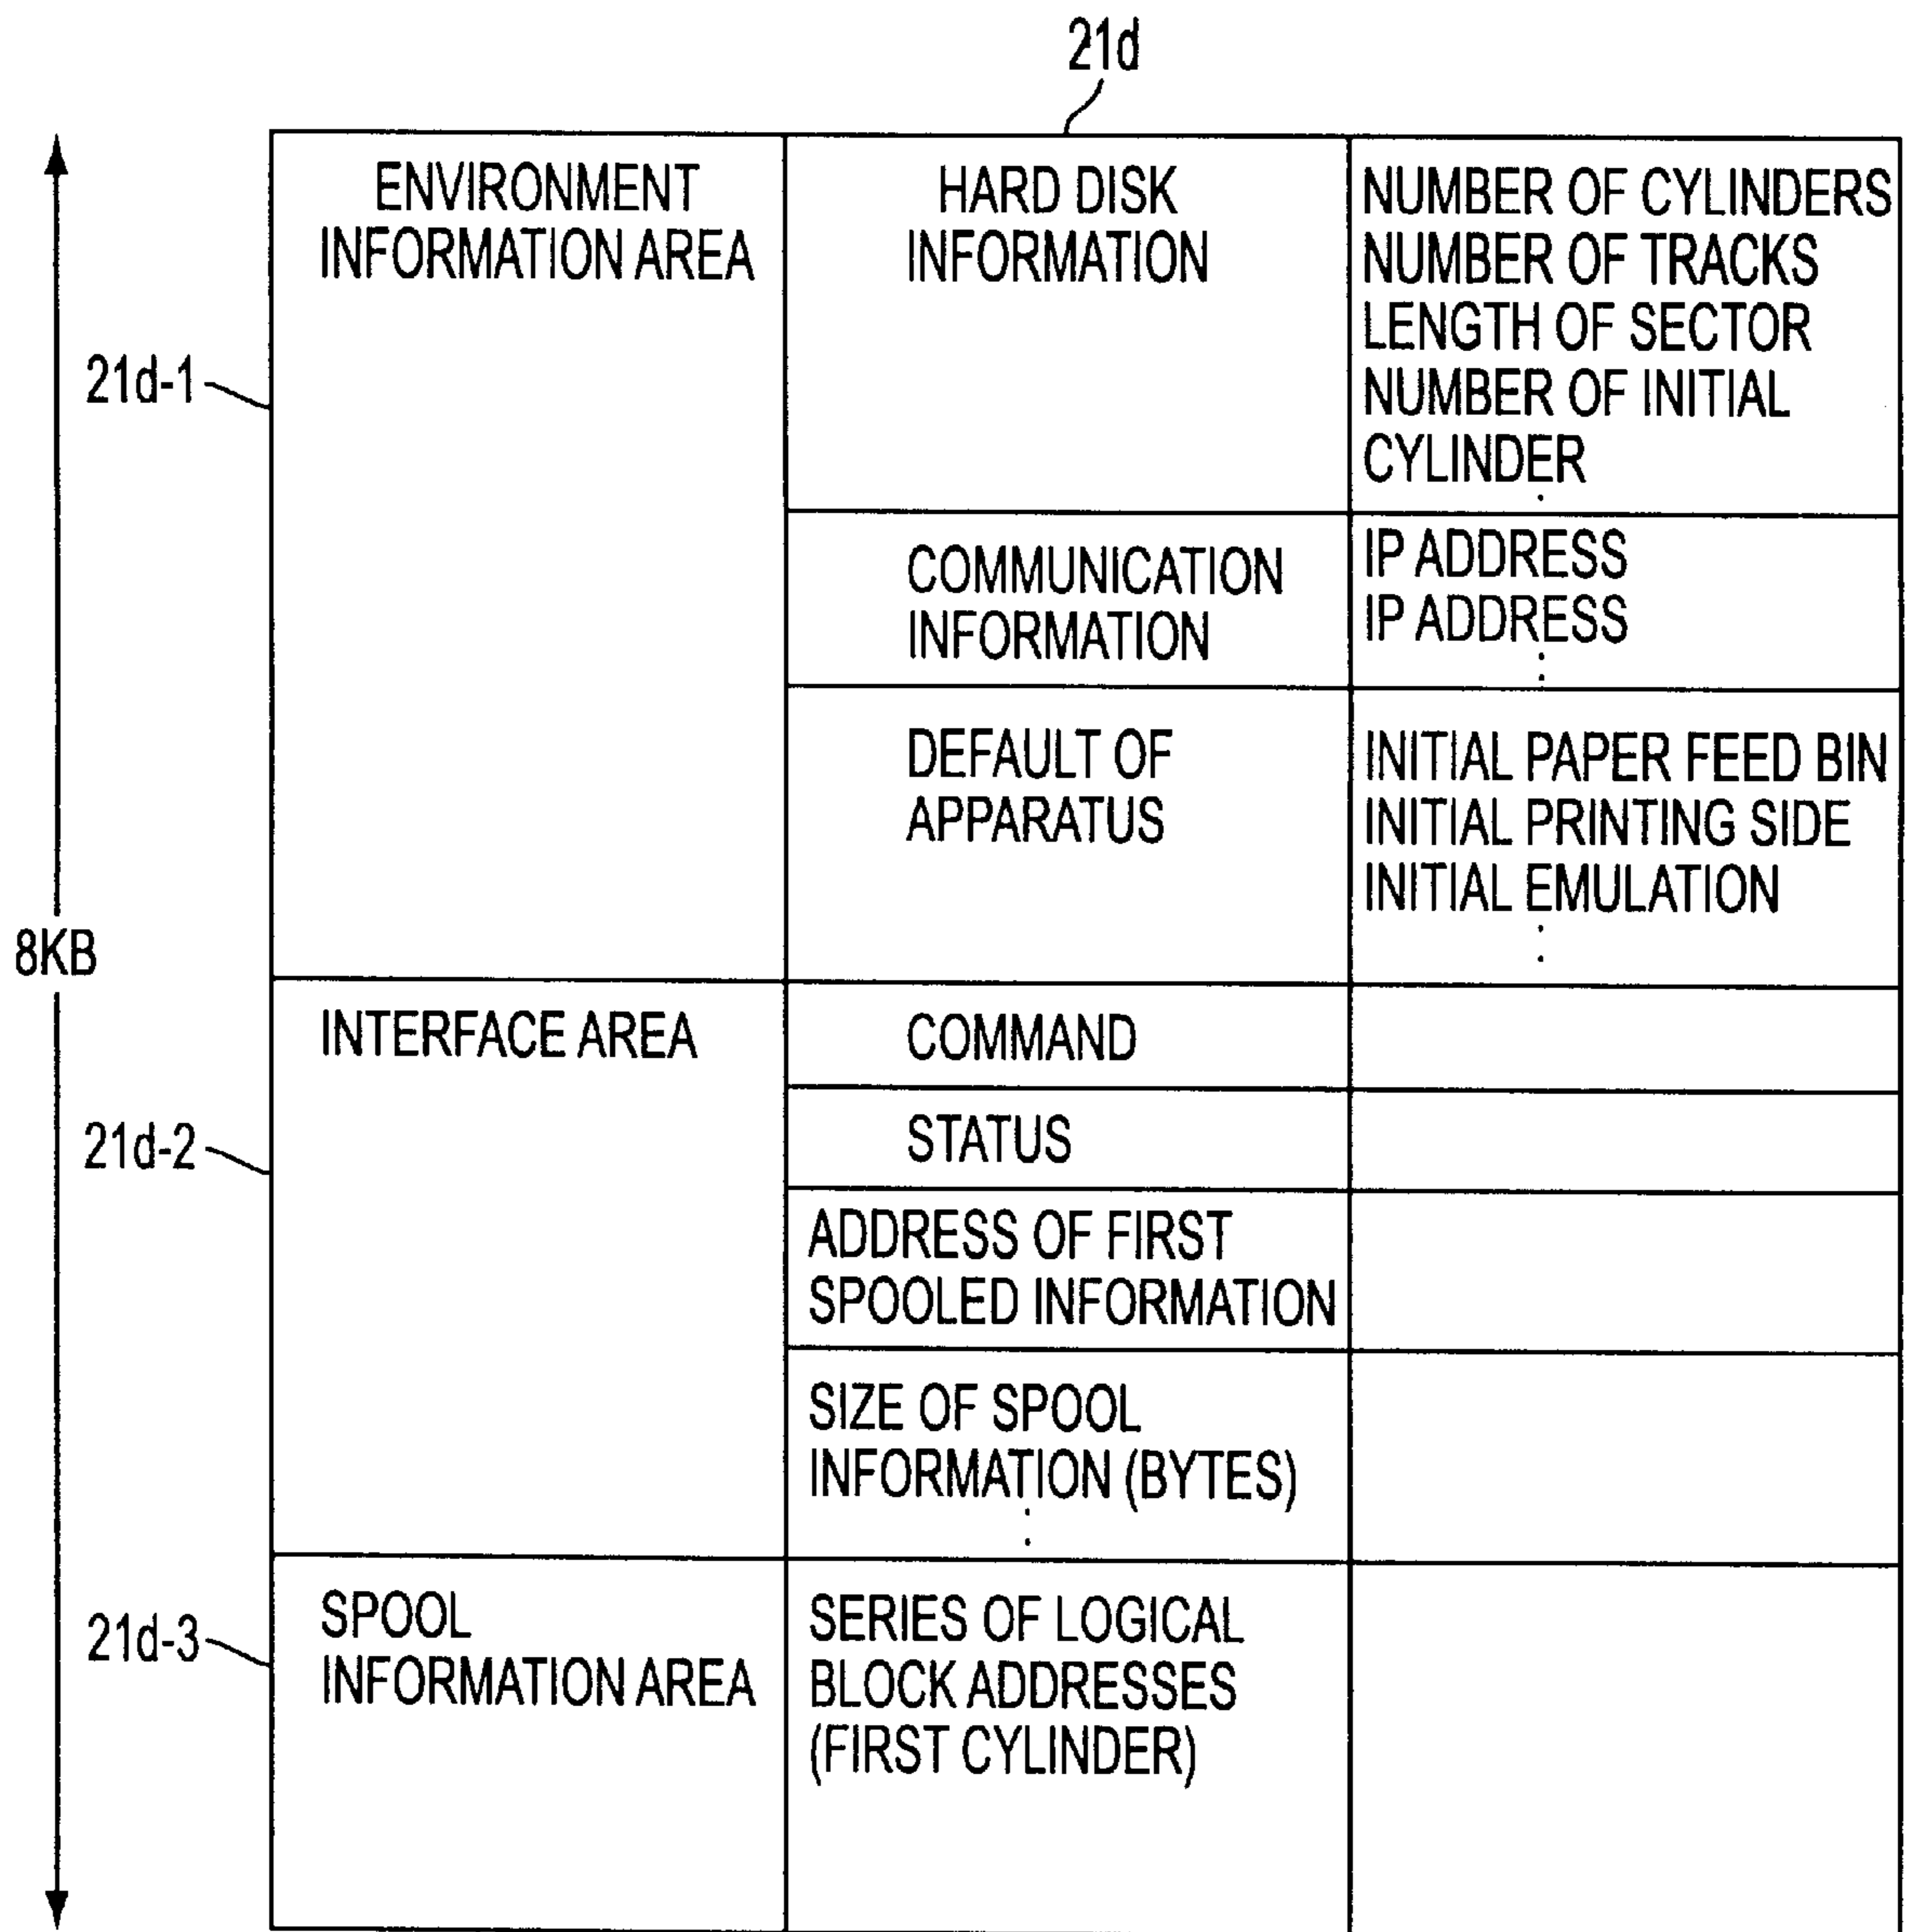 21d
ENVIRONMENT
INFORMATION AREA
HARD DISK
INFORMATION
NUMBER OF CYLINDERS
NUMBER OF TRACKS
LENGTH OF SECTOR
NUMBER OF INITIAL
CYLINDER
21d-1
COMMUNICATION
INFORMATION
IP ADDRESS
IP ADDRESS
DEFAULT OF
APPARATUS
INITIAL PAPER FEED BIN
INITIAL PRINTING SIDE
INITIAL EMULATION
8KB
INTERFACE AREA
COMMAND
21d-2
STATUS
ADDRESS OF FIRST
SPOOLED INFORMATION
SIZE OF SPOOL
INFORMATION (BYTES)
21d-3
SPOOL
INFORMATION AREA
SERIES OF LOGICAL
BLOCK ADDRESSES
(FIRST CYLINDER)